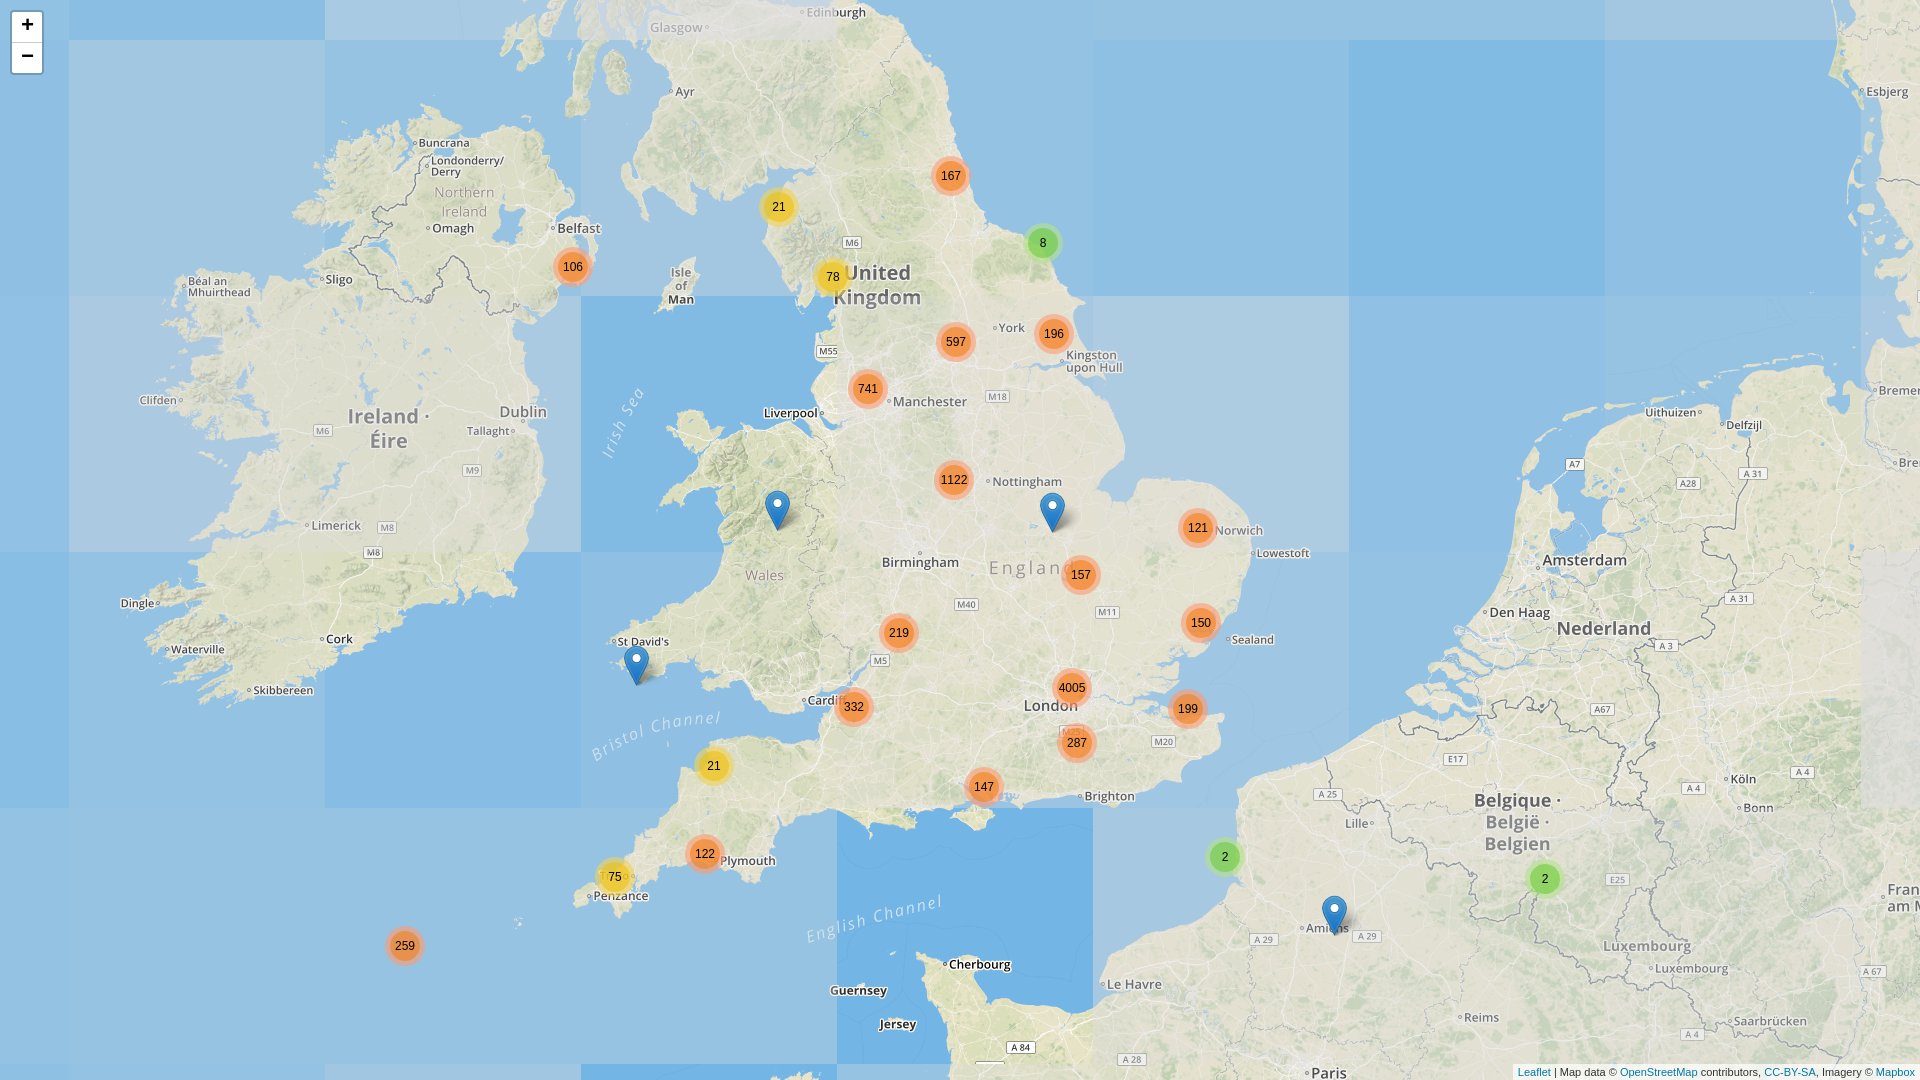 +
−
Glasgow
Edinburgh
Ayr
Esbjerg
Buncrana
Londonderry/
Derry
Northern
Ireland
Omagh
Belfast
167
21
M6
8
106
78
United
Kingdom
Sligo
Béal an
Mhuirthead
Isle
of
Man
York
196
597
M55
Kingston
upon Hull
741
Manchester
M18
Liverpool
Clifden
Ireland ·
Éire
Dublin
Tallaght
M6
M9
Irish Sea
Uithuizen
Delfzijl
Bremer
Bre
A7
A 31
A28
1122
Nottingham
Limerick
M8
M8
121
Norwich
Lowestoft
Birmingham
England
157
Wales
M40
M11
Amsterdam
A 31
Den Haag
Nederland
A 3
Dingle
Cork
Waterville
Skibbereen
St David's
219
M5
150
Sealand
4005
London
199
Cardiff
332
Bristol Channel
287
M20
A67
E17
21
147
Brighton
A 25
Lille
Köln
A 4
A 4
Bonn
Belgique ·
België ·
Belgien
122
Plymouth
75
Penzance
2
2
E25
Fran
am M
Amiens
A 29
A 29
English Channel
259
Luxembourg
Luxembourg
A 67
Cherbourg
Guernsey
Jersey
Le Havre
Reims
Saarbrücken
A 4
A 84
A 28
Paris
Leaflet | Map data © OpenStreetMap contributors, CC-BY-SA, Imagery © Mapbox